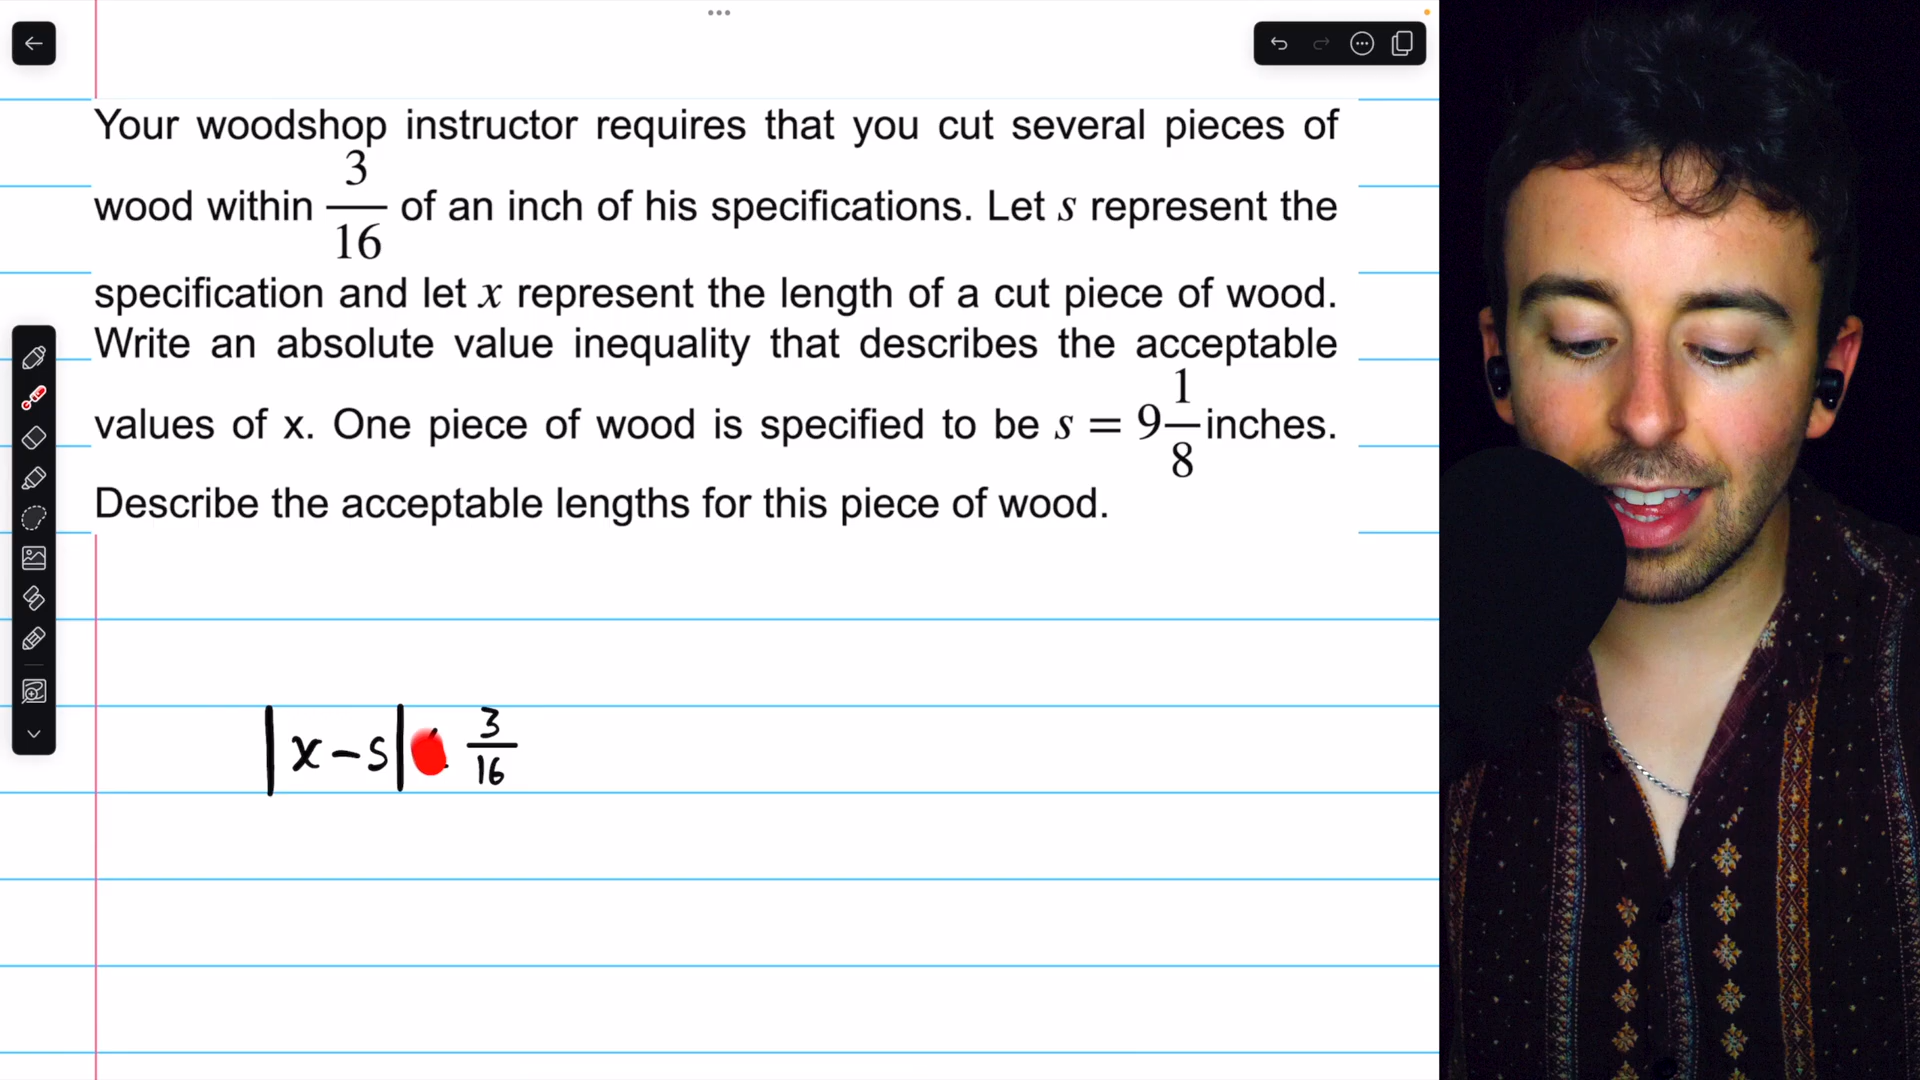 Your woodshop instructor requires that you cut several pieces of
wood within 3/16 of an inch of his specifications. Let s represent the
specification and let x represent the length of a cut piece of wood.
Write an absolute value inequality that describes the acceptable
values of x. One piece of wood is specified to be s = 9 1/8 inches.
Describe the acceptable lengths for this piece of wood.
|x - s| 3/16